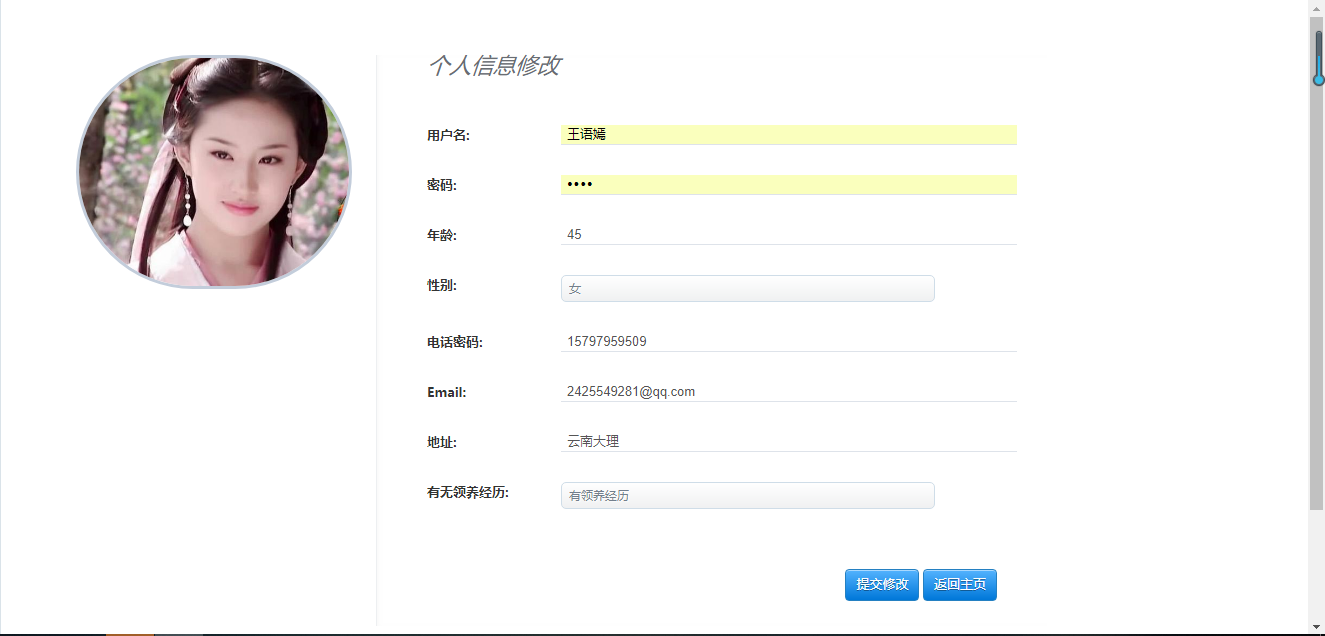 个人信息修改
用户名: 王语嫣
密码: ••••
年龄: 45
性别: 女
电话密码: 15797959509
Email: 2425549281@qq.com
地址: 云南大理
有无领养经历: 有领养经历
提交修改 返回主页